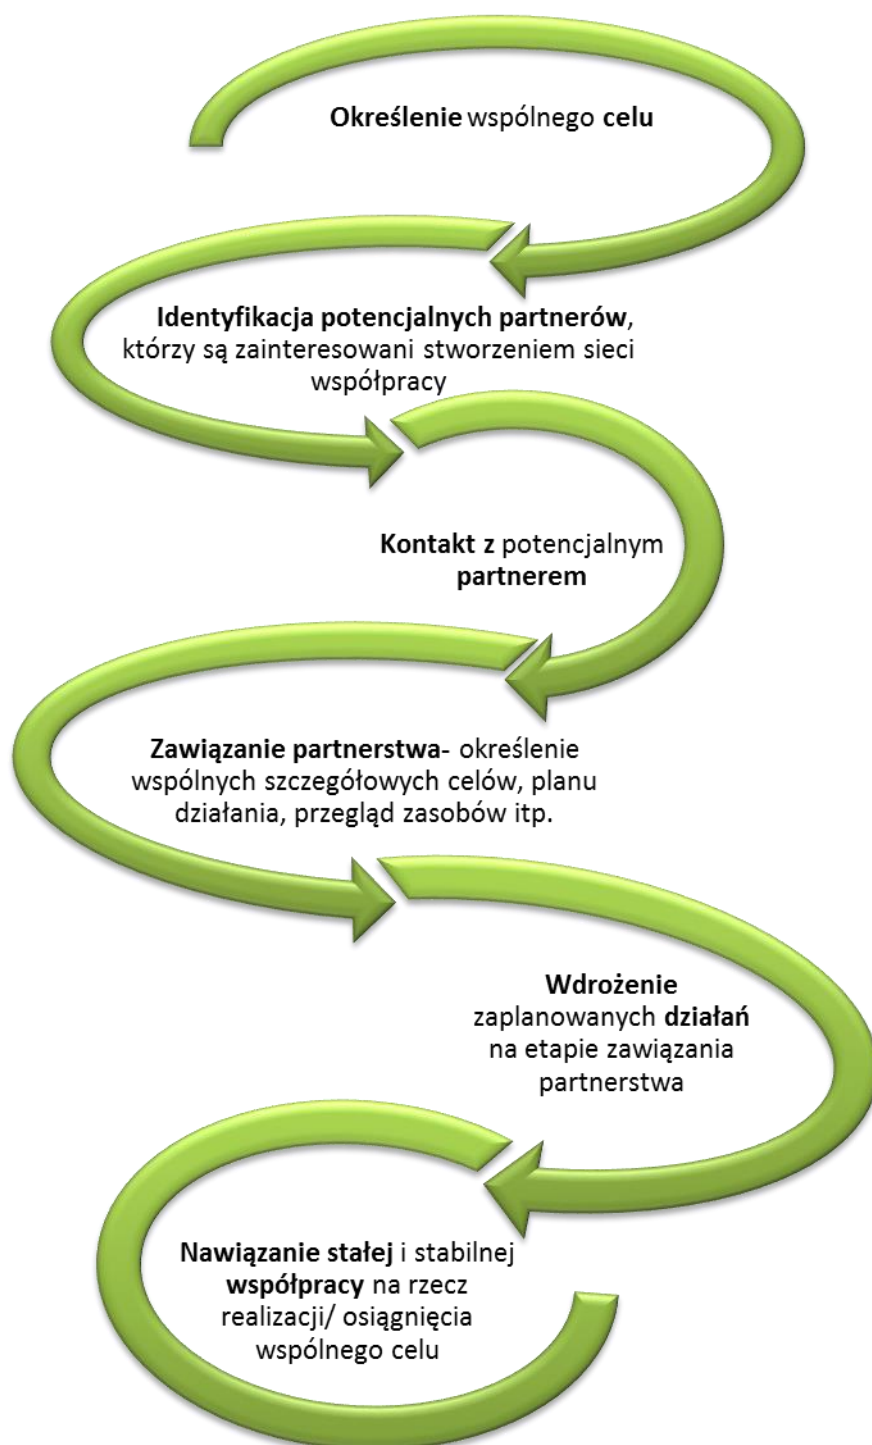 Określenie wspólnego celu
Identyfikacja potencjalnych partnerów,
którzy są zainteresowani stworzeniem sieci
współpracy
Kontakt z potencjalnym
partnerem
Zawiązanie partnerstwa- określenie
wspólnych szczegółowych celów, planu
działania, przegląd zasobów itp.
Wdrożenie
zaplanowanych działań
na etapie zawiązania
partnerstwa
Nawiązanie stałej i stabilnej
współpracy na rzecz
realizacji/ osiągnięcia
wspólnego celu